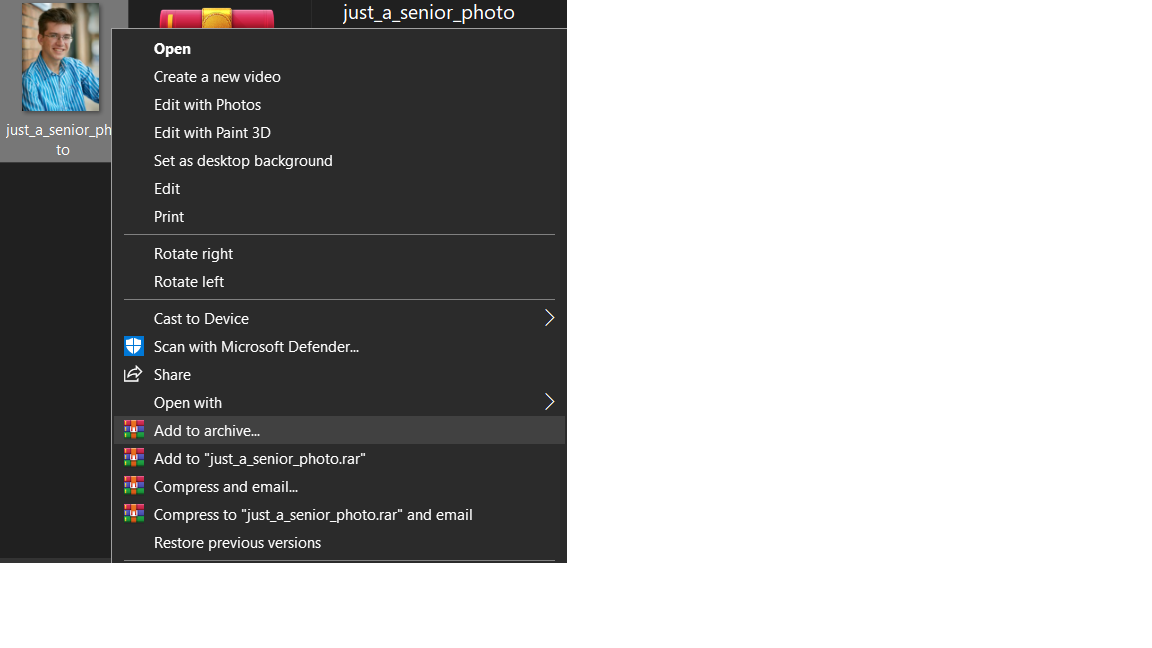 just_a_senior_photo
just_a_senior_ph
to
Open
Create a new video
Edit with Photos
Edit with Paint 3D
Set as desktop background
Edit
Print
Rotate right
Rotate left
Cast to Device
Scan with Microsoft Defender...
Share
Open with
Add to archive...
Add to "just_a_senior_photo.rar"
Compress and email...
Compress to "just_a_senior_photo.rar" and email
Restore previous versions